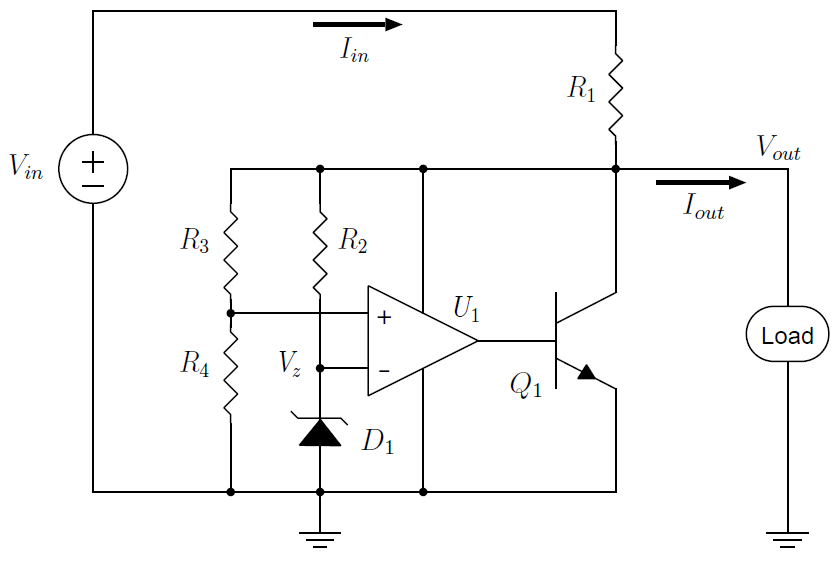 I_in
R_1
V_in
V_out
I_out
R_3
R_2
U_1
+
-
R_4
V_z
Load
Q_1
D_1